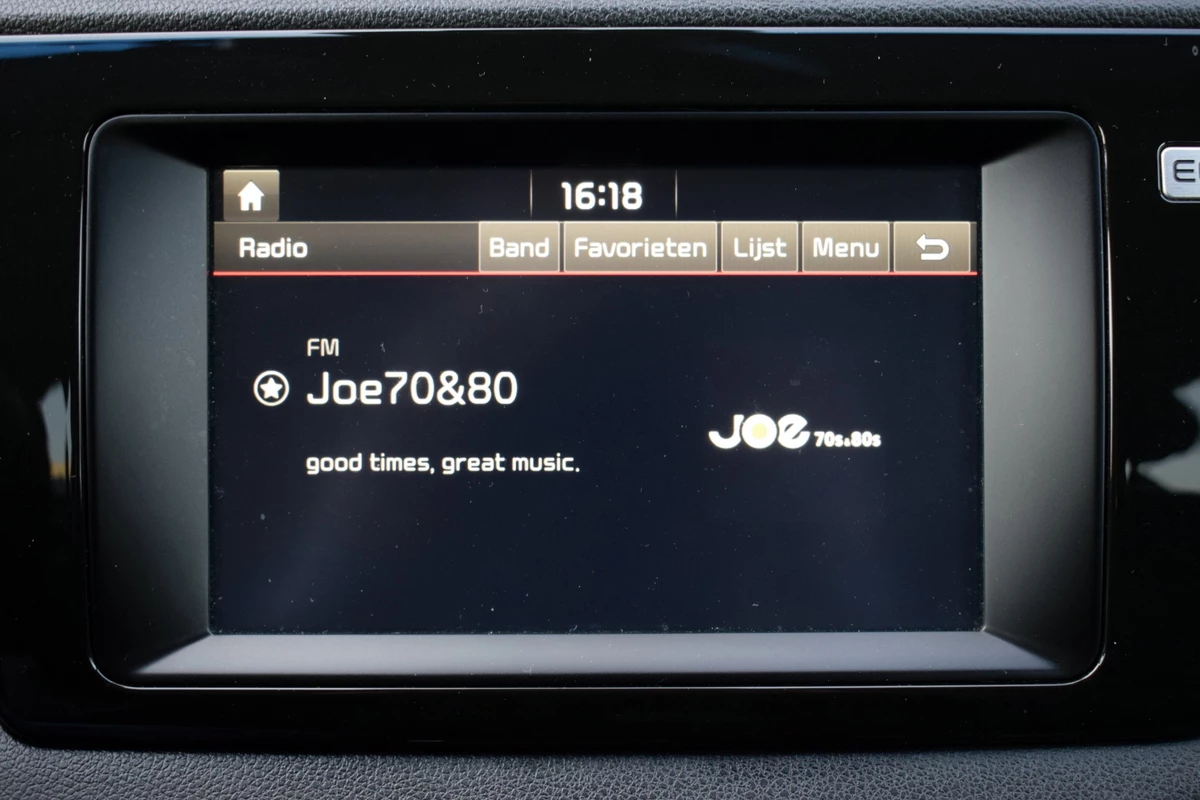 16:18
Radio Band Favorieten Lijst Menu
FM
Joe70&80
good times, great music.
JOE 70s&80s